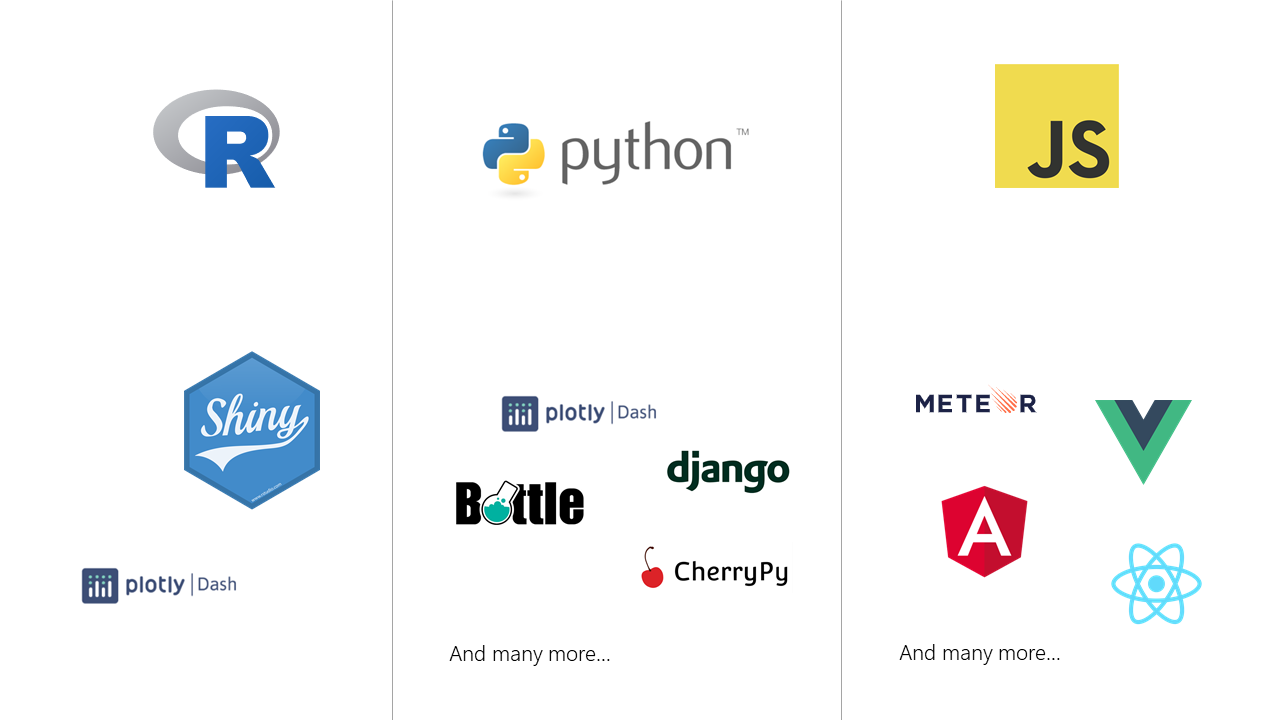 R
Shiny
plotly | Dash
python™
plotly | Dash
django
Bottle
CherryPy
And many more...
JS
METEOR
A
And many more...